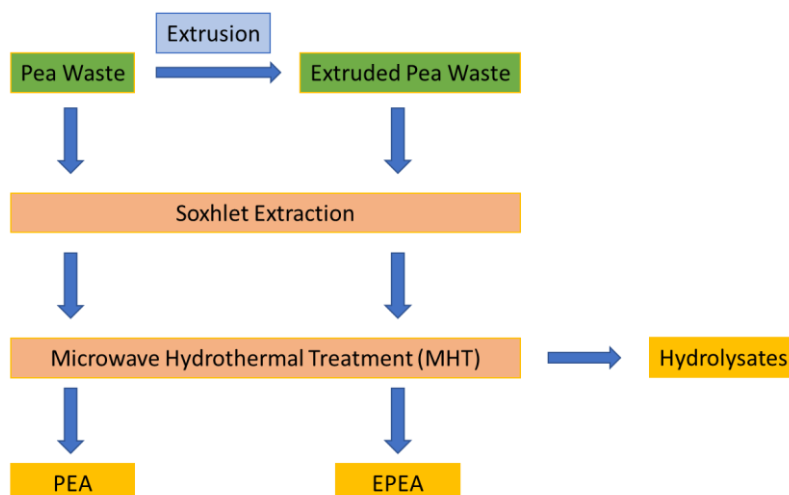 Extrusion
Pea Waste
Extruded Pea Waste
Soxhlet Extraction
Microwave Hydrothermal Treatment (MHT)
Hydrolysates
PEA
EPEA